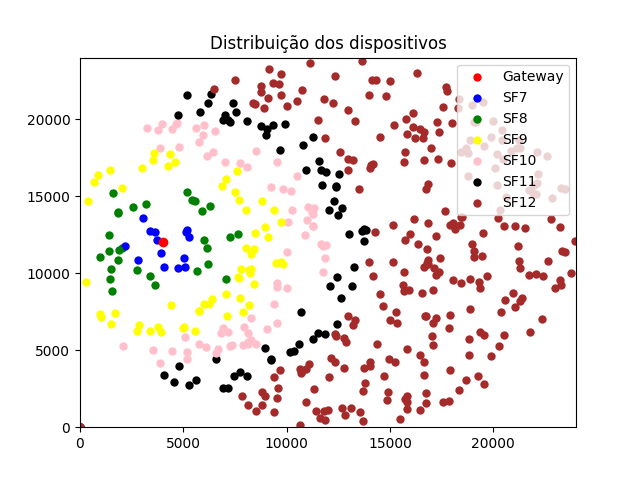 Distribuição dos dispositivos
Gateway
SF7
SF8
SF9
SF10
SF11
SF12
20000
15000
10000
5000
0
0 5000 10000 15000 20000